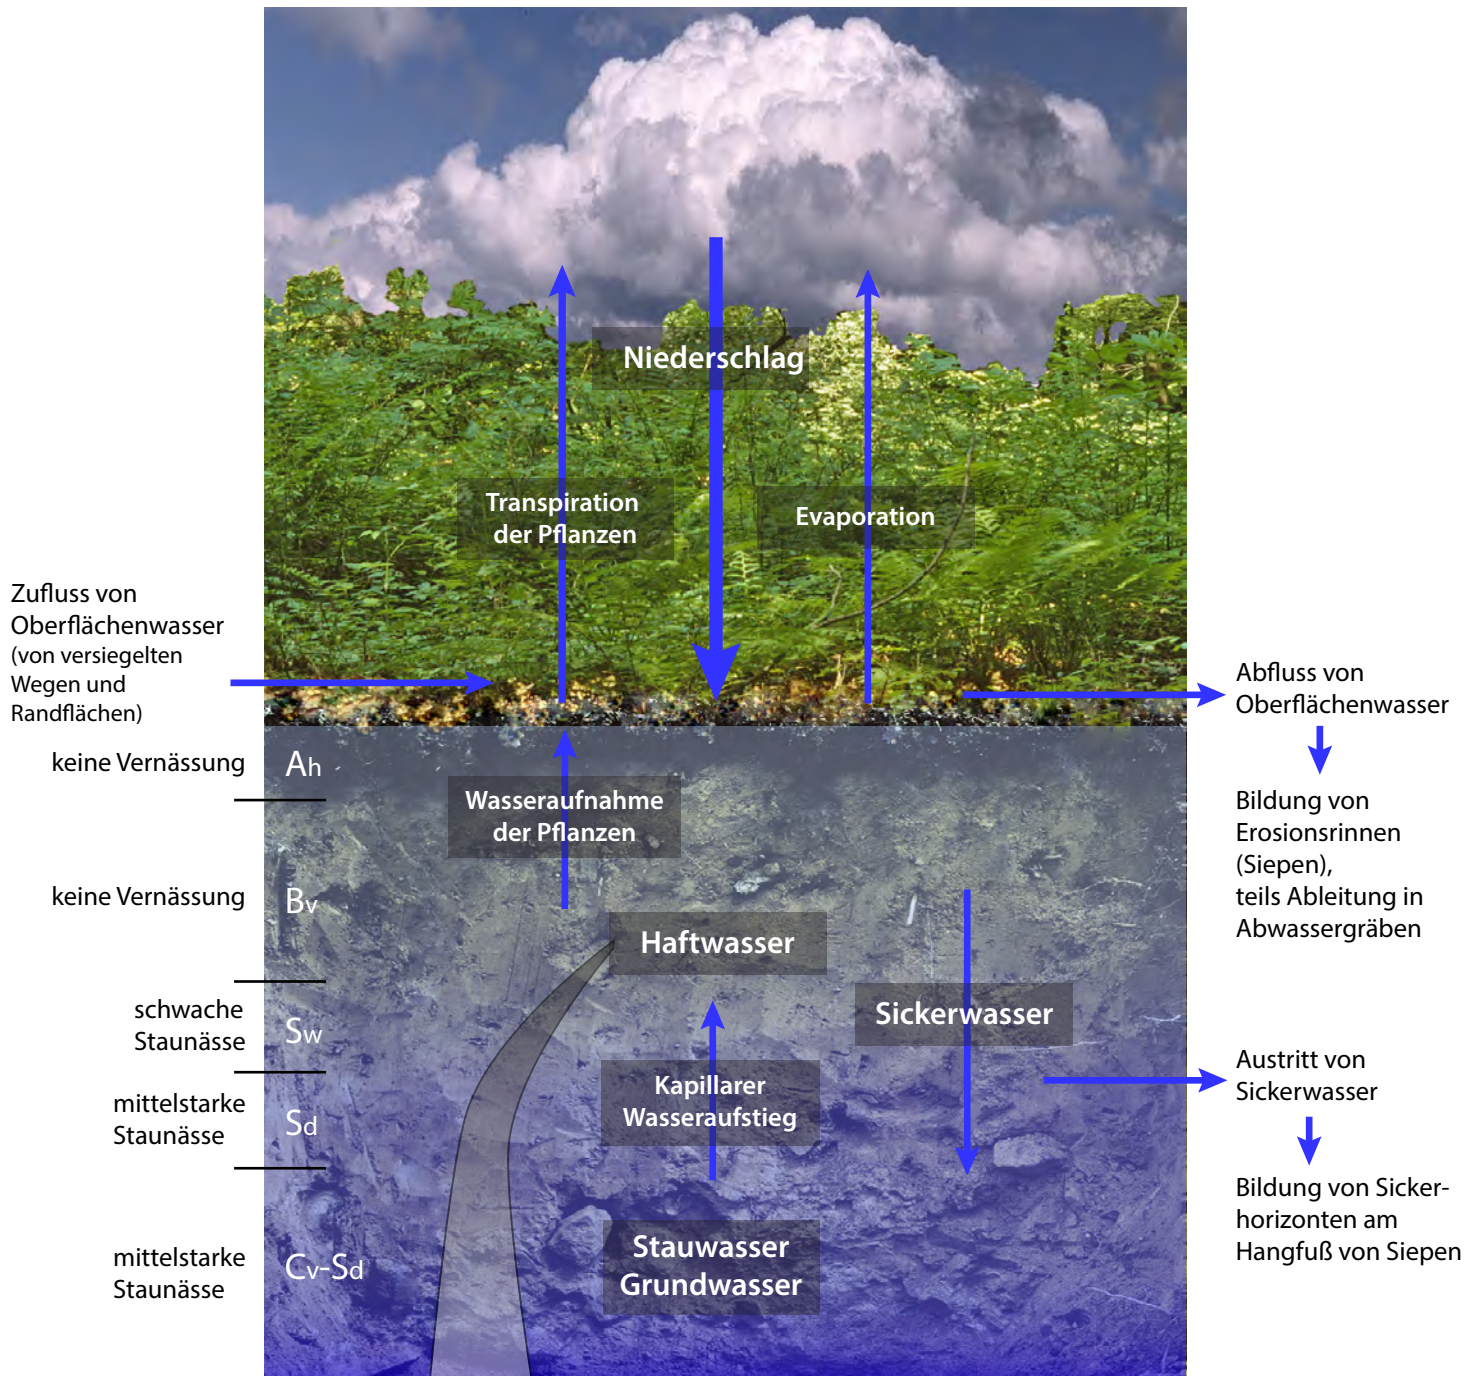 Niederschlag
Transpiration
der Pflanzen
Evaporation
Zufluss von
Oberflächenwasser
(von versiegelten
Wegen und
Randflächen)
Abfluss von
Oberflächenwasser
Bildung von
Erosionsrinnen
(Siepen),
teils Ableitung in
Abwassergräben
keine Vernässung
Ah
Wasseraufnahme
der Pflanzen
keine Vernässung
Bv
Haftwasser
schwache
Staunässe
Sw
Sickerwasser
Kapillarer
Wasseraufstieg
Austritt von
Sickerwasser
Bildung von Sicker-
horizonten am
Hangfuß von Siepen
mittelstarke
Staunässe
Sd
mittelstarke
Staunässe
Cv-Sd
Stauwasser
Grundwasser